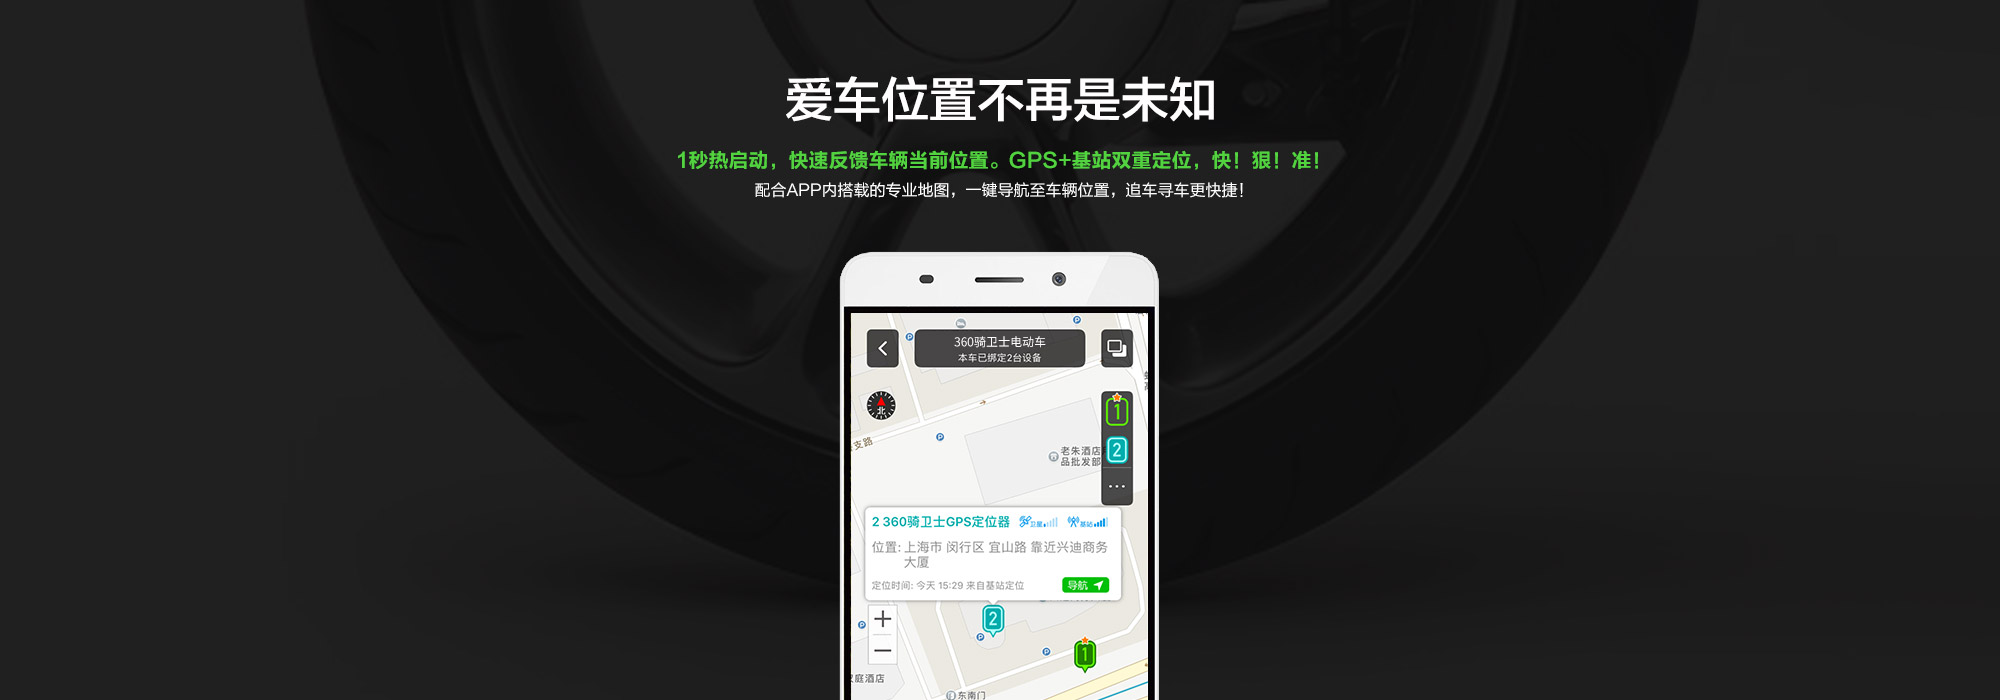 爱车位置不再是未知
1秒热启动，快速反馈车辆当前位置。GPS+基站双重定位，快！狠！准！
配合APP内搭载的专业地图，一键导航至车辆位置，追车寻车更快捷！
360骑卫士电动车
本车已绑定2台设备
北
1
支路
2
老朱酒店
品批发部
2 360骑卫士GPS定位器 卫星 基站
位置: 上海市 闵行区 宜山路 靠近兴迪商务
大厦
定位时间: 今天 15:29 来自基站定位 导航
2
1
庭酒店
东南门